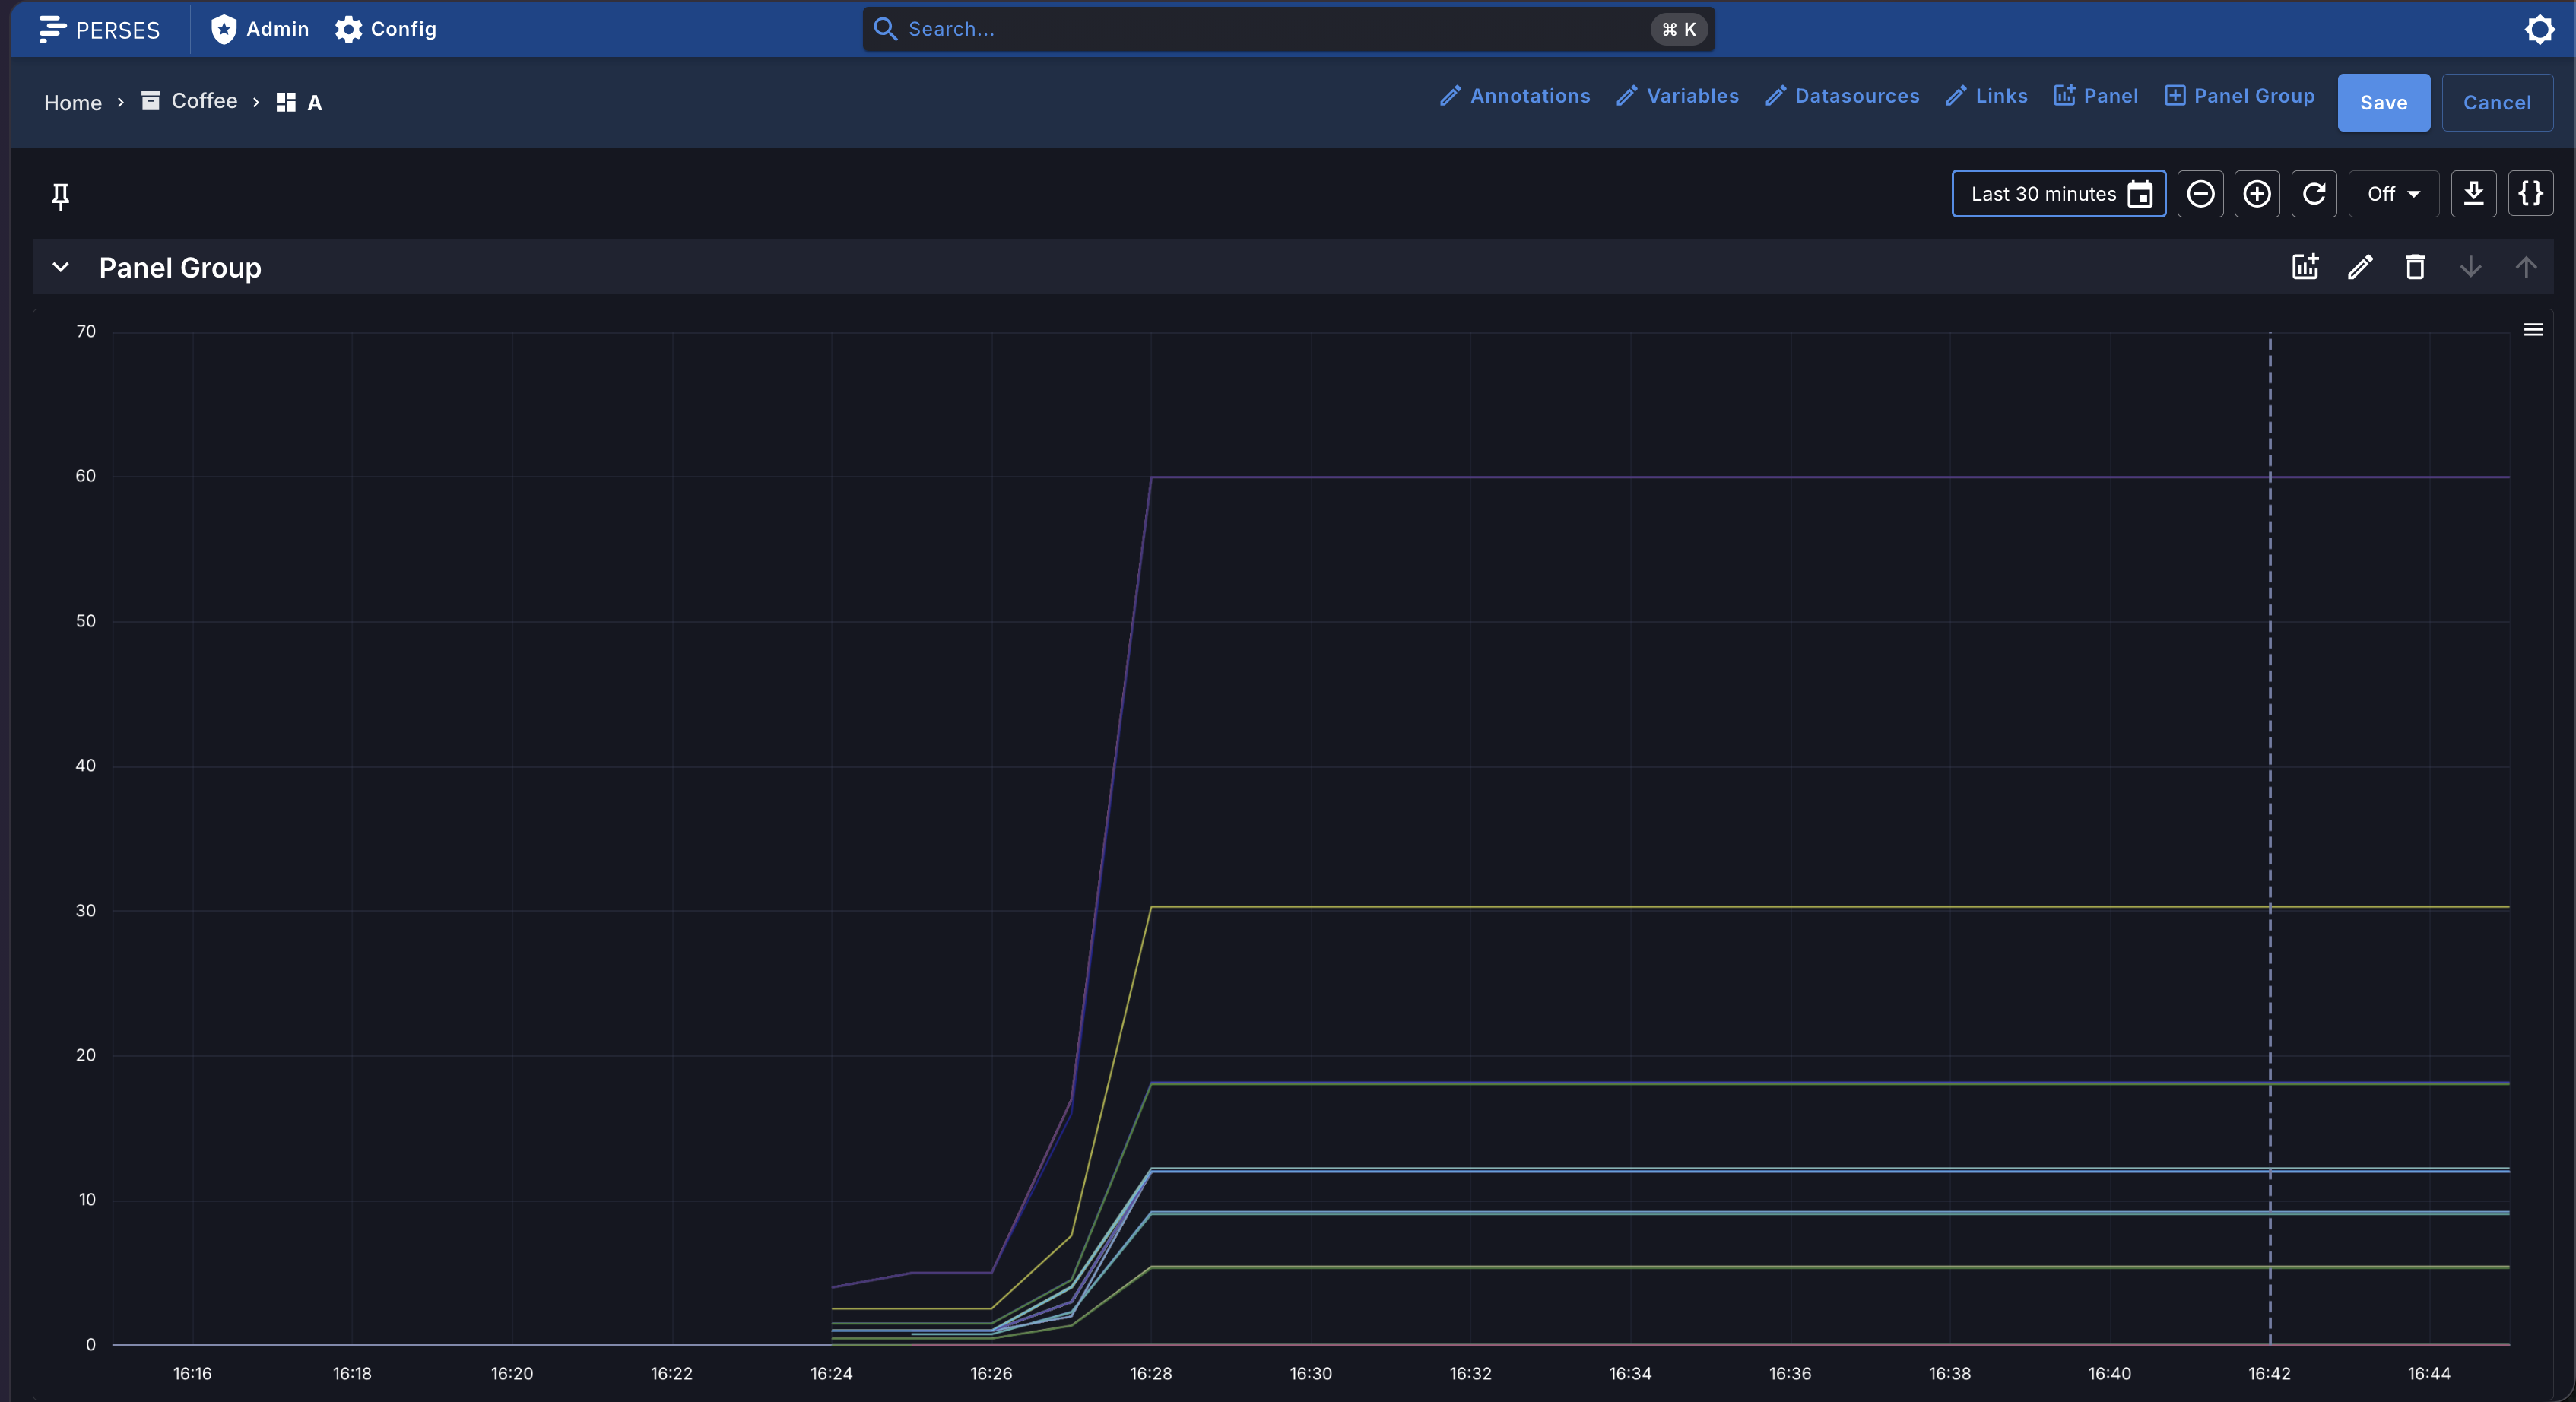 PERSES
Admin
Config
Search...
⌘ K
Home › Coffee › A
Annotations
Variables
Datasources
Links
Panel
Panel Group
Save
Cancel
Last 30 minutes
Off
{}
Panel Group
70
60
50
40
30
20
10
0
16:16 16:18 16:20 16:22 16:24 16:26 16:28 16:30 16:32 16:34 16:36 16:38 16:40 16:42 16:44